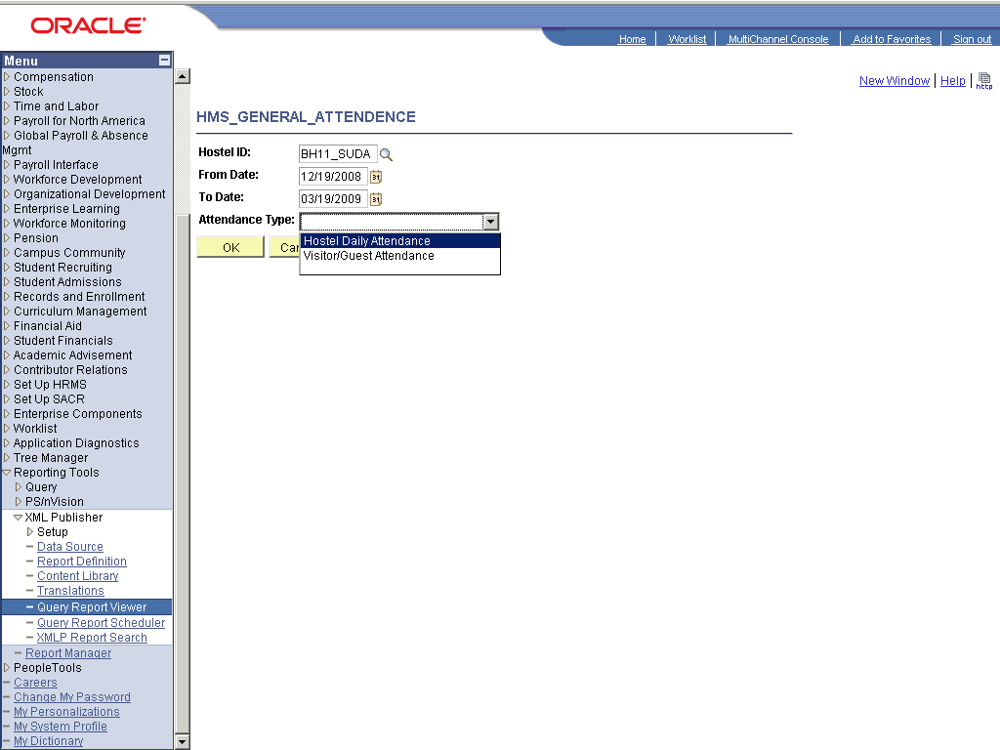 ORACLE®
Home | Worklist | MultiChannel Console | Add to Favorites | Sign out
Menu
Compensation
Stock
Time and Labor
Payroll for North America
Global Payroll & Absence
Mgmt
Payroll Interface
Workforce Development
Organizational Development
Enterprise Learning
Workforce Monitoring
Pension
Campus Community
Student Recruiting
Student Admissions
Records and Enrollment
Curriculum Management
Financial Aid
Student Financials
Academic Advisement
Contributor Relations
Set Up HRMS
Set Up SACR
Enterprise Components
Worklist
Application Diagnostics
Tree Manager
Reporting Tools
Query
PS/nVision
XML Publisher
Setup
Data Source
Report Definition
Content Library
Translations
Query Report Viewer
Query Report Scheduler
XMLP Report Search
Report Manager
PeopleTools
Careers
Change My Password
My Personalizations
My System Profile
My Dictionary
New Window | Help | http
HMS_GENERAL_ATTENDENCE
Hostel ID: BH11_SUDA
From Date: 12/19/2008 31
To Date: 03/19/2009 31
Attendance Type:
Hostel Daily Attendance
Visitor/Guest Attendance
OK Can